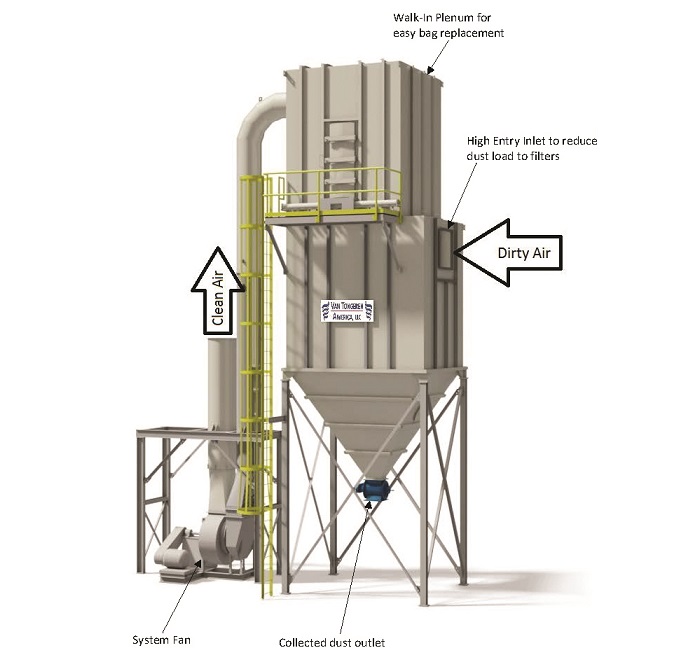 Walk-In Plenum for
easy bag replacement
High Entry Inlet to reduce
dust load to filters
Dirty Air
Clean Air
VAN TONGEREN
AMERICA, LLC
System Fan
Collected dust outlet